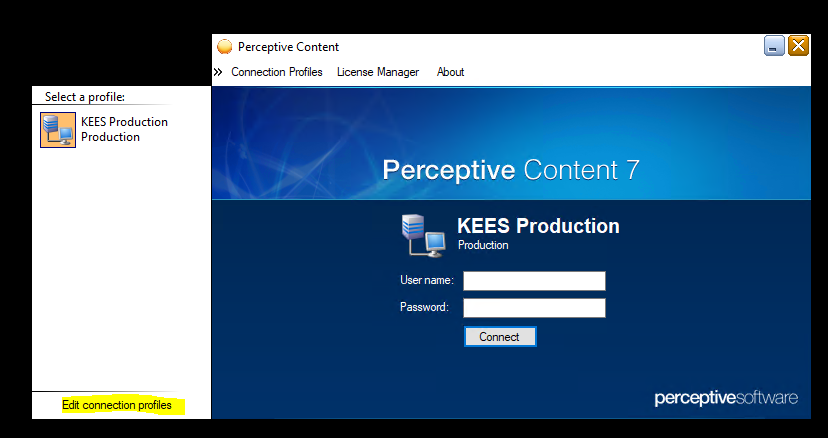 Perceptive Content
» Connection Profiles License Manager About
Select a profile:
KEES Production
Production
Perceptive Content 7
KEES Production
Production
User name:
Password:
Connect
Edit connection profiles
perceptivesoftware